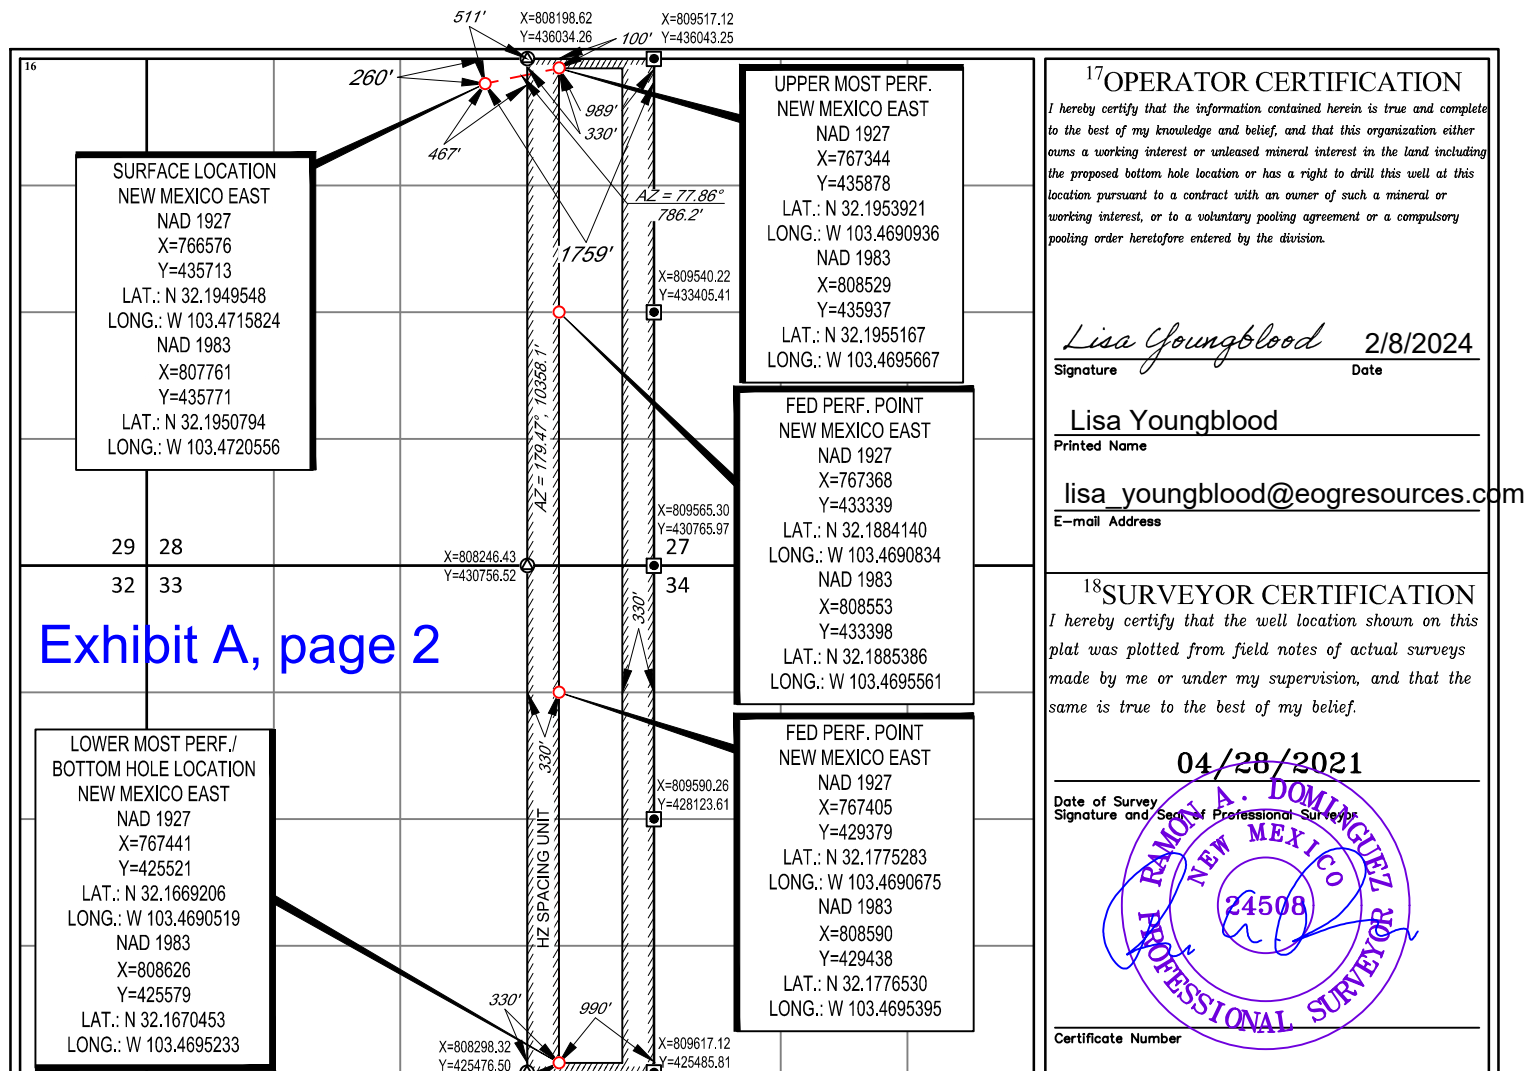 511'
X=808198.62
Y=436034.26
100'
X=809517.12
Y=436043.25
16
260'
989'
330'
467'
AZ = 77.86°
786.2'
1759'
SURFACE LOCATION
NEW MEXICO EAST
NAD 1927
X=766576
Y=435713
LAT.: N 32.1949548
LONG.: W 103.4715824
NAD 1983
X=807761
Y=435771
LAT.: N 32.1950794
LONG.: W 103.4720556
UPPER MOST PERF.
NEW MEXICO EAST
NAD 1927
X=767344
Y=435878
LAT.: N 32.1953921
LONG.: W 103.4690936
NAD 1983
X=808529
Y=435937
LAT.: N 32.1955167
LONG.: W 103.4695667
X=809540.22
Y=433405.41
AZ = 179.47°, 10358.1'
FED PERF. POINT
NEW MEXICO EAST
NAD 1927
X=767368
Y=433339
LAT.: N 32.1884140
LONG.: W 103.4690834
NAD 1983
X=808553
Y=433398
LAT.: N 32.1885386
LONG.: W 103.4695561
X=809565.30
Y=430765.97
29 28
32 33
X=808246.43
Y=430756.52
27
34
330'
Exhibit A, page 2
330'
LOWER MOST PERF./
BOTTOM HOLE LOCATION
NEW MEXICO EAST
NAD 1927
X=767441
Y=425521
LAT.: N 32.1669206
LONG.: W 103.4690519
NAD 1983
X=808626
Y=425579
LAT.: N 32.1670453
LONG.: W 103.4695233
FED PERF. POINT
NEW MEXICO EAST
NAD 1927
X=767405
Y=429379
LAT.: N 32.1775283
LONG.: W 103.4690675
NAD 1983
X=808590
Y=429438
LAT.: N 32.1776530
LONG.: W 103.4695395
X=809590.26
Y=428123.61
HZ SPACING UNIT
330'
990'
X=808298.32
Y=425476.50
X=809617.12
Y=425485.81
17OPERATOR CERTIFICATION
I hereby certify that the information contained herein is true and complete
to the best of my knowledge and belief, and that this organization either
owns a working interest or unleased mineral interest in the land including
the proposed bottom hole location or has a right to drill this well at this
location pursuant to a contract with an owner of such a mineral or
working interest, or to a voluntary pooling agreement or a compulsory
pooling order heretofore entered by the division.
Lisa Youngblood 2/8/2024
Signature Date
Lisa Youngblood
Printed Name
lisa_youngblood@eogresources.com
E-mail Address
18SURVEYOR CERTIFICATION
I hereby certify that the well location shown on this
plat was plotted from field notes of actual surveys
made by me or under my supervision, and that the
same is true to the best of my belief.
04/28/2021
Date of Survey
Signature and Seal of Professional Surveyor
RAMON A. DOMINGUEZ
NEW MEXICO
24508
PROFESSIONAL SURVEYOR
Certificate Number